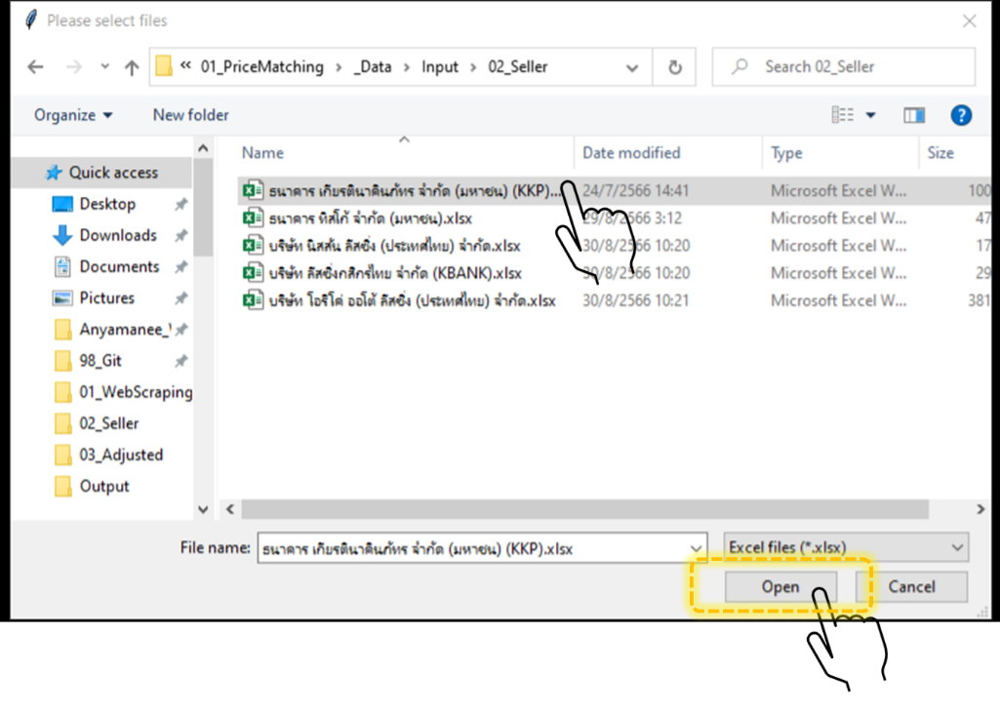 Please select files
« 01_PriceMatching › _Data › Input › 02_Seller
Search 02_Seller
Organize
New folder
Name
Date modified
Type
Size
Quick access
Desktop
Downloads
Documents
Pictures
Anyamanee_
98_Git
01_WebScraping
02_Seller
03_Adjusted
Output
ธนาคาร เกียรตินาคินภัทร จำกัด (มหาชน) (KKP)... 24/7/2566 14:41 Microsoft Excel W... 100
ธนาคาร ทิสโก้ จำกัด (มหาชน).xlsx 29/8/2566 3:12 Microsoft Excel W... 47
บริษัท นิสสัน ลิสซิ่ง (ประเทศไทย) จำกัด.xlsx 30/8/2566 10:20 Microsoft Excel W... 17
บริษัท ลิสซิ่งกสิกรไทย จำกัด (KBANK).xlsx 30/8/2566 10:20 Microsoft Excel W... 29
บริษัท โอริโค่ ออโต้ ลิสซิ่ง (ประเทศไทย) จำกัด.xlsx 30/8/2566 10:21 Microsoft Excel W... 381
File name: ธนาคาร เกียรตินาคินภัทร จำกัด (มหาชน) (KKP).xlsx
Excel files (*.xlsx)
Open
Cancel